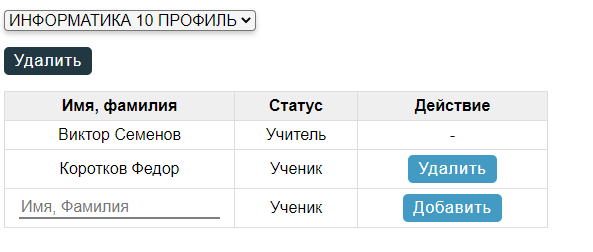 ИНФОРМАТИКА 10 ПРОФИЛЬ
Удалить
Имя, фамилия Статус Действие
Виктор Семенов Учитель -
Коротков Федор Ученик Удалить
Имя, Фамилия Ученик Добавить